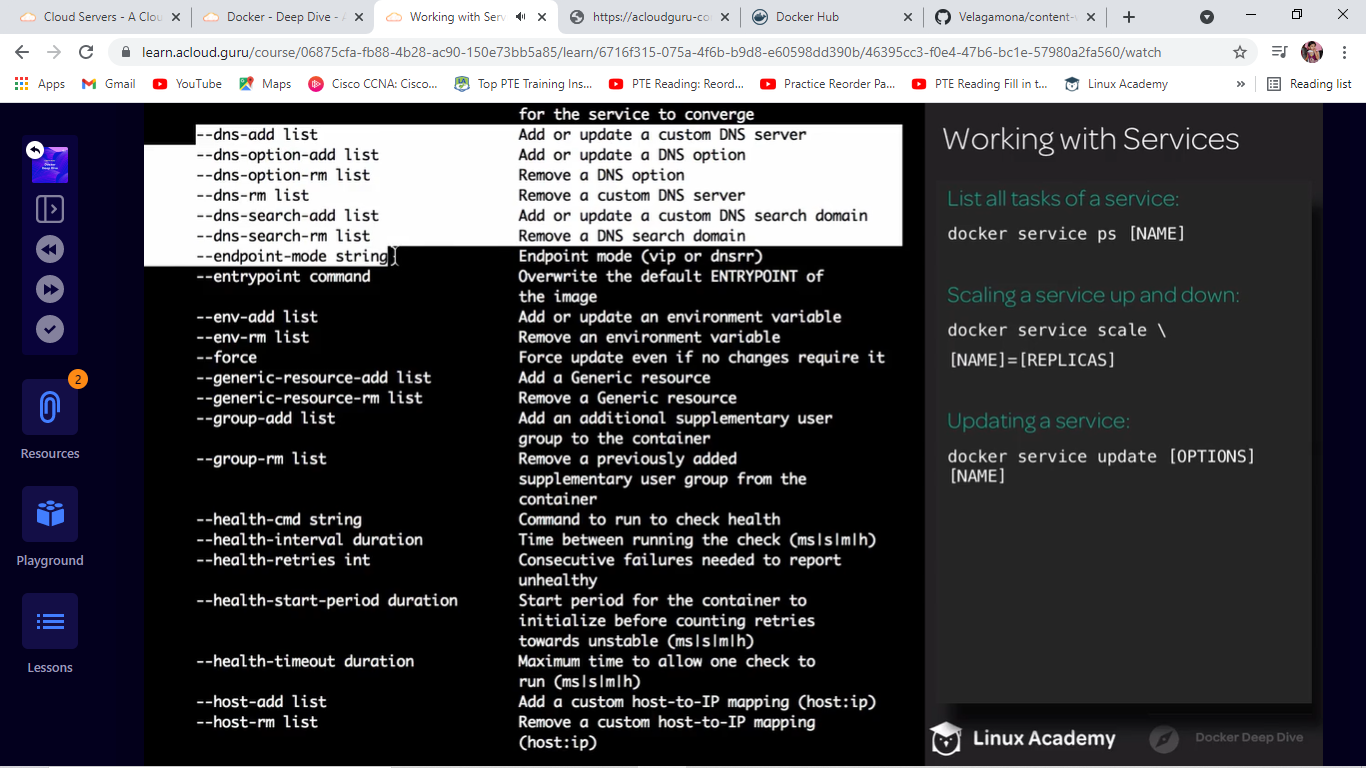 Cloud Servers - A Clou
Docker - Deep Dive - A
Working with Serv
https://acloudguru-co
Docker Hub
Velagamona/content-
learn.acloud.guru/course/06875cfa-fb88-4b28-ac90-150e73bb5a85/learn/6716f315-075a-4f6b-b9d8-e60598dd390b/46395cc3-f0e4-47b6-bc1e-57980a2fa560/watch
Apps
Gmail
YouTube
Maps
Cisco CCNA: Cisco...
Top PTE Training Ins...
PTE Reading: Reord...
Practice Reorder Pa...
PTE Reading Fill in t...
Linux Academy
»
Reading list
Docker
Deep Dive
2
Resources
Playground
Lessons
for the service to converge
--dns-add list Add or update a custom DNS server
--dns-option-add list Add or update a DNS option
--dns-option-rm list Remove a DNS option
--dns-rm list Remove a custom DNS server
--dns-search-add list Add or update a custom DNS search domain
--dns-search-rm list Remove a DNS search domain
--endpoint-mode string Endpoint mode (vip or dnsrr)
--entrypoint command Overwrite the default ENTRYPOINT of
the image
--env-add list Add or update an environment variable
--env-rm list Remove an environment variable
--force Force update even if no changes require it
--generic-resource-add list Add a Generic resource
--generic-resource-rm list Remove a Generic resource
--group-add list Add an additional supplementary user
group to the container
--group-rm list Remove a previously added
supplementary user group from the
container
--health-cmd string Command to run to check health
--health-interval duration Time between running the check (ms|s|m|h)
--health-retries int Consecutive failures needed to report
unhealthy
--health-start-period duration Start period for the container to
initialize before counting retries
towards unstable (ms|s|m|h)
--health-timeout duration Maximum time to allow one check to
run (ms|s|m|h)
--host-add list Add a custom host-to-IP mapping (host:ip)
--host-rm list Remove a custom host-to-IP mapping
(host:ip)
Working with Services
List all tasks of a service:
docker service ps [NAME]
Scaling a service up and down:
docker service scale \
[NAME]=[REPLICAS]
Updating a service:
docker service update [OPTIONS]
[NAME]
Linux Academy
Docker Deep Dive